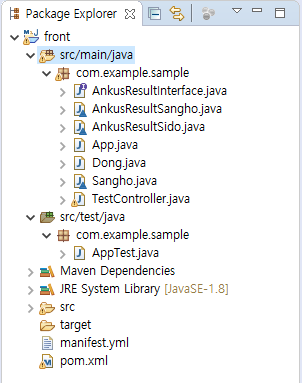 Package Explorer
front
src/main/java
com.example.sample
AnkusResultInterface.java
AnkusResultSangho.java
AnkusResultSido.java
App.java
Dong.java
Sangho.java
TestController.java
src/test/java
com.example.sample
AppTest.java
Maven Dependencies
JRE System Library [JavaSE-1.8]
src
target
manifest.yml
pom.xml